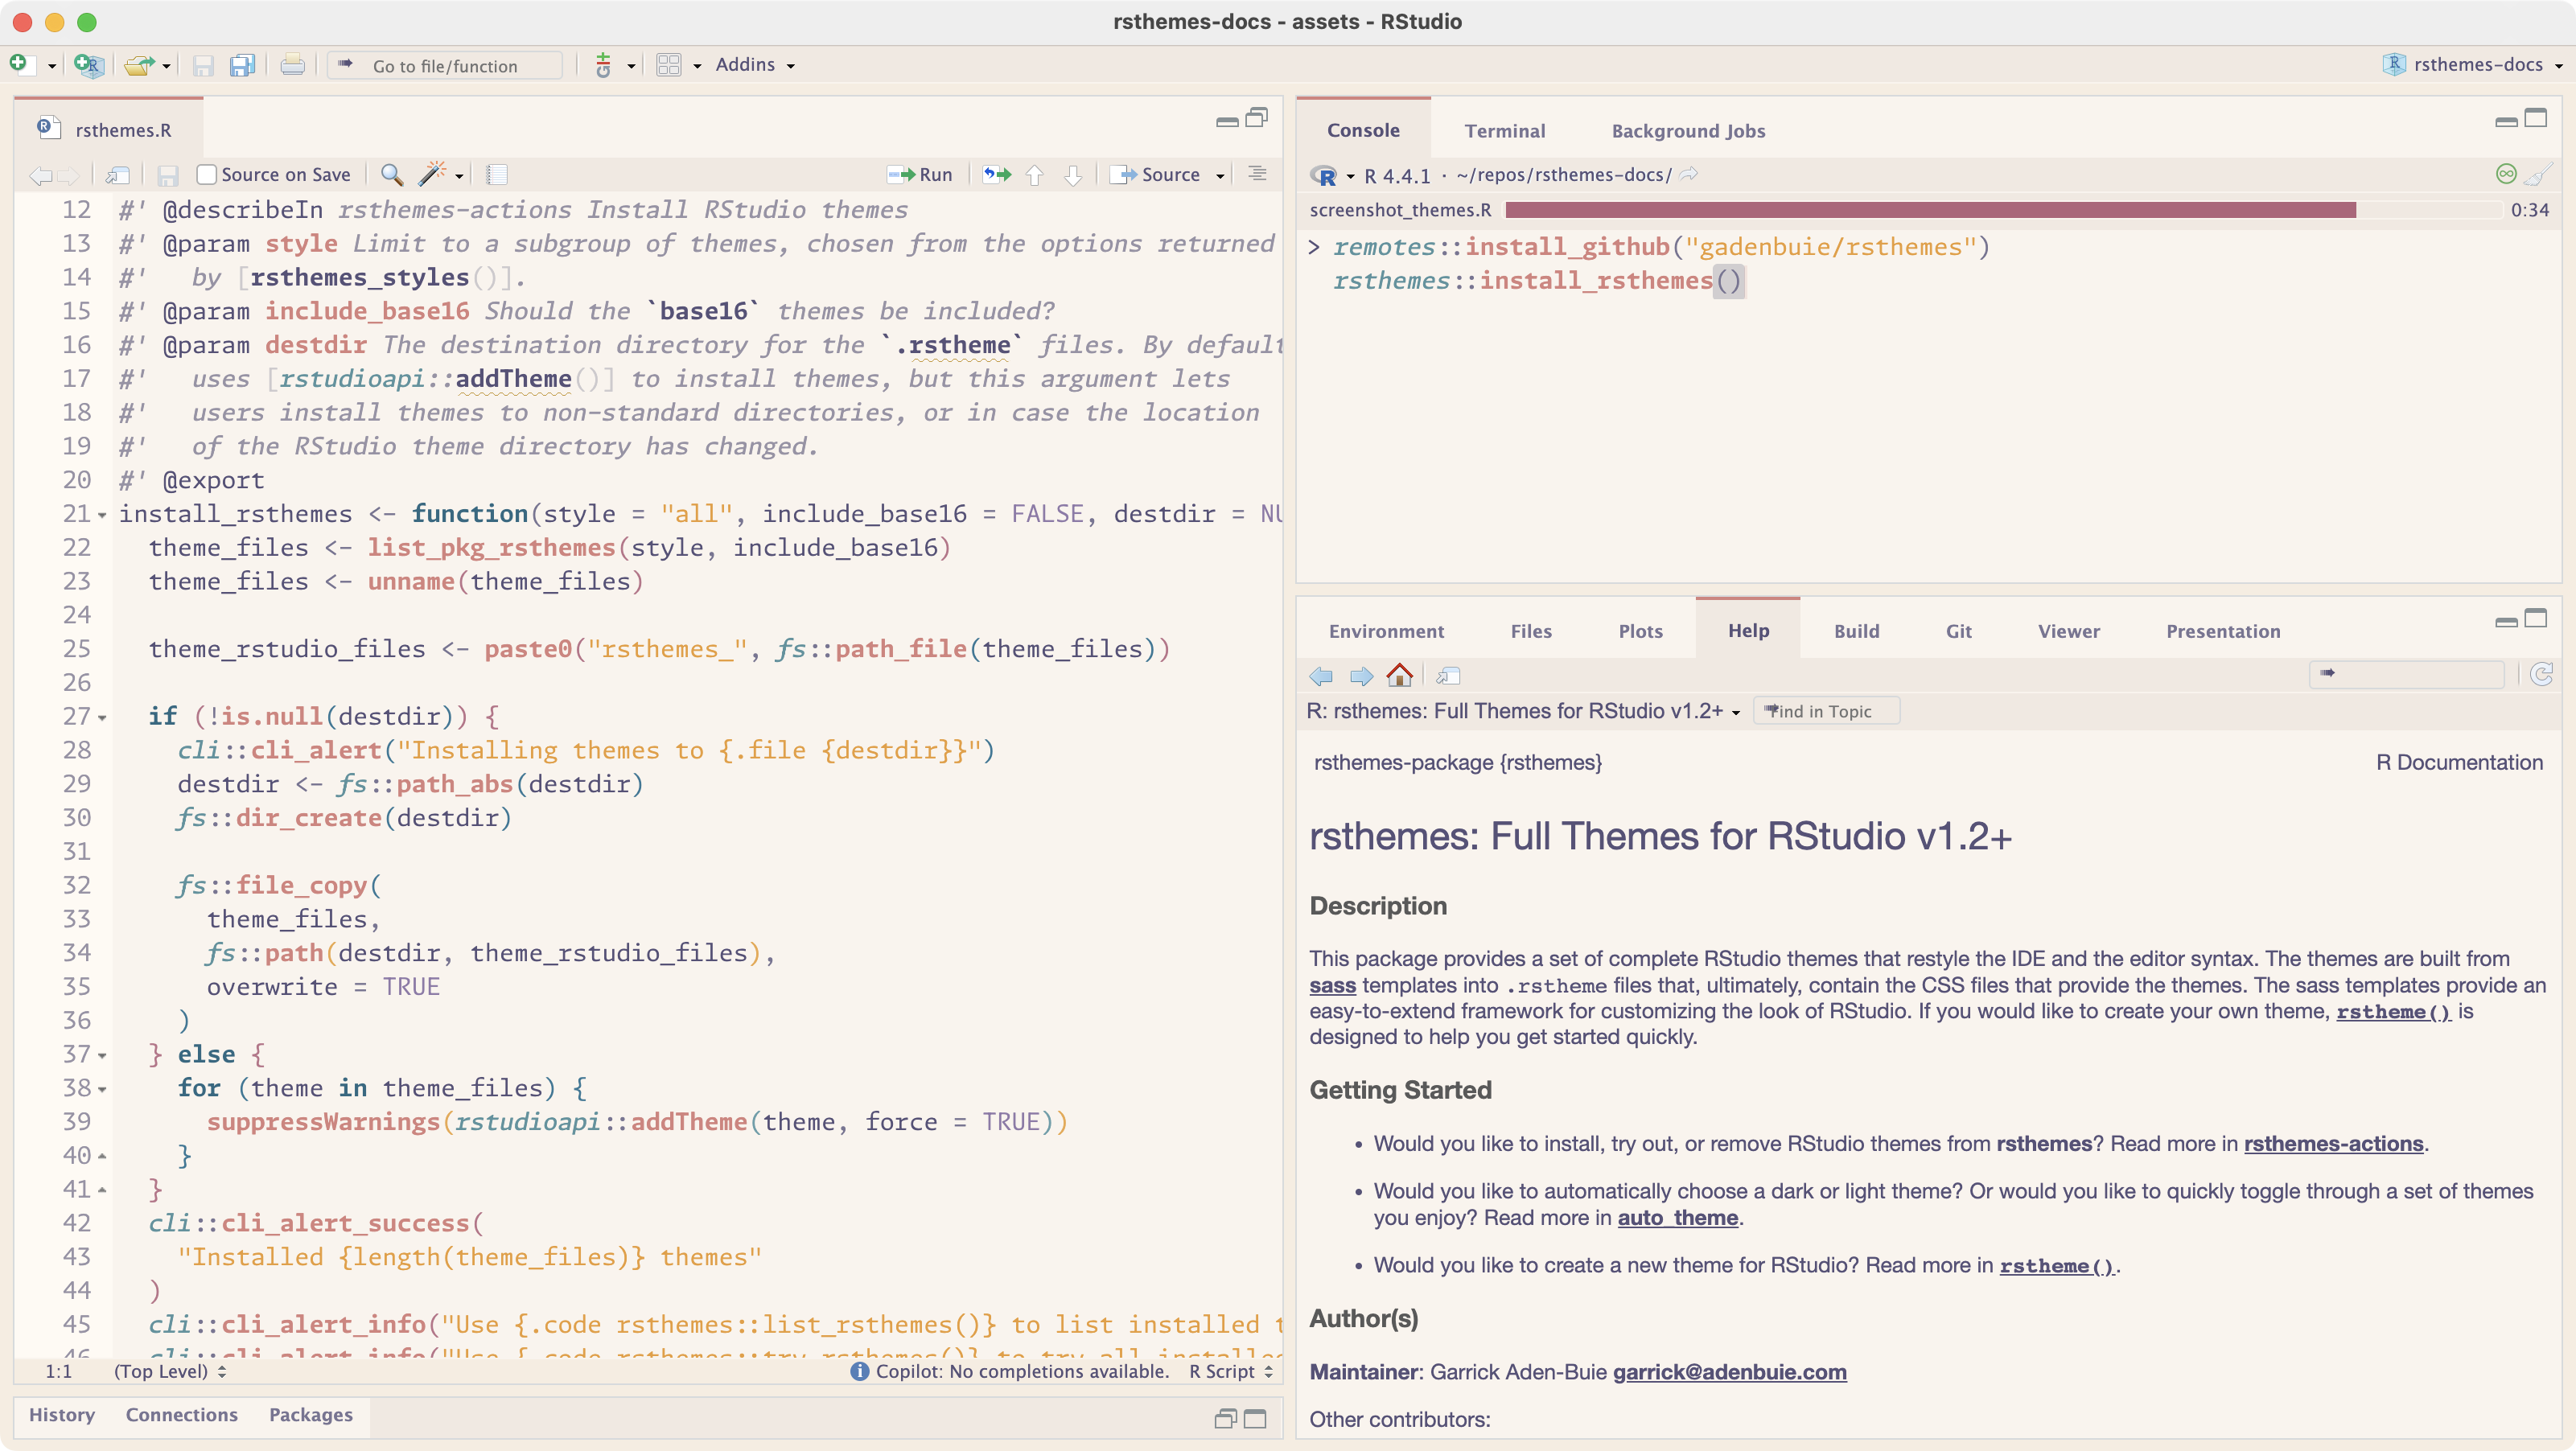 rsthemes-docs - assets - RStudio
Go to file/function
Addins
rsthemes-docs
rsthemes.R
Source on Save
Run
Source
12 #' @describeIn rsthemes-actions Install RStudio themes
13 #' @param style Limit to a subgroup of themes, chosen from the options returned
14 #'   by [rsthemes_styles()].
15 #' @param include_base16 Should the `base16` themes be included?
16 #' @param destdir The destination directory for the `.rstheme` files. By default
17 #'   uses [rstudioapi::addTheme()] to install themes, but this argument lets
18 #'   users install themes to non-standard directories, or in case the location
19 #'   of the RStudio theme directory has changed.
20 #' @export
21 install_rsthemes <- function(style = "all", include_base16 = FALSE, destdir = NU
22   theme_files <- list_pkg_rsthemes(style, include_base16)
23   theme_files <- unname(theme_files)
24
25   theme_rstudio_files <- paste0("rsthemes_", fs::path_file(theme_files))
26
27   if (!is.null(destdir)) {
28     cli::cli_alert("Installing themes to {.file {destdir}}")
29     destdir <- fs::path_abs(destdir)
30     fs::dir_create(destdir)
31
32     fs::file_copy(
33       theme_files,
34       fs::path(destdir, theme_rstudio_files),
35       overwrite = TRUE
36     )
37   } else {
38     for (theme in theme_files) {
39       suppressWarnings(rstudioapi::addTheme(theme, force = TRUE))
40     }
41   }
42   cli::cli_alert_success(
43     "Installed {length(theme_files)} themes"
44   )
45   cli::cli_alert_info("Use {.code rsthemes::list_rsthemes()} to list installed t
46   cli::cli_alert_info("Use {.code rsthemes::try_rsthemes()} to try all installed
1:1 (Top Level) Copilot: No completions available. R Script
History Connections Packages
Console Terminal Background Jobs
R 4.4.1 · ~/repos/rsthemes-docs/
screenshot_themes.R 0:34
> remotes::install_github("gadenbuie/rsthemes")
  rsthemes::install_rsthemes()
Environment Files Plots Help Build Git Viewer Presentation
R: rsthemes: Full Themes for RStudio v1.2+ Find in Topic
rsthemes-package {rsthemes} R Documentation
rsthemes: Full Themes for RStudio v1.2+
Description
This package provides a set of complete RStudio themes that restyle the IDE and the editor syntax. The themes are built from
sass templates into .rstheme files that, ultimately, contain the CSS files that provide the themes. The sass templates provide an
easy-to-extend framework for customizing the look of RStudio. If you would like to create your own theme, rstheme() is
designed to help you get started quickly.
Getting Started
• Would you like to install, try out, or remove RStudio themes from rsthemes? Read more in rsthemes-actions.
• Would you like to automatically choose a dark or light theme? Or would you like to quickly toggle through a set of themes
you enjoy? Read more in auto_theme.
• Would you like to create a new theme for RStudio? Read more in rstheme().
Author(s)
Maintainer: Garrick Aden-Buie garrick@adenbuie.com
Other contributors: